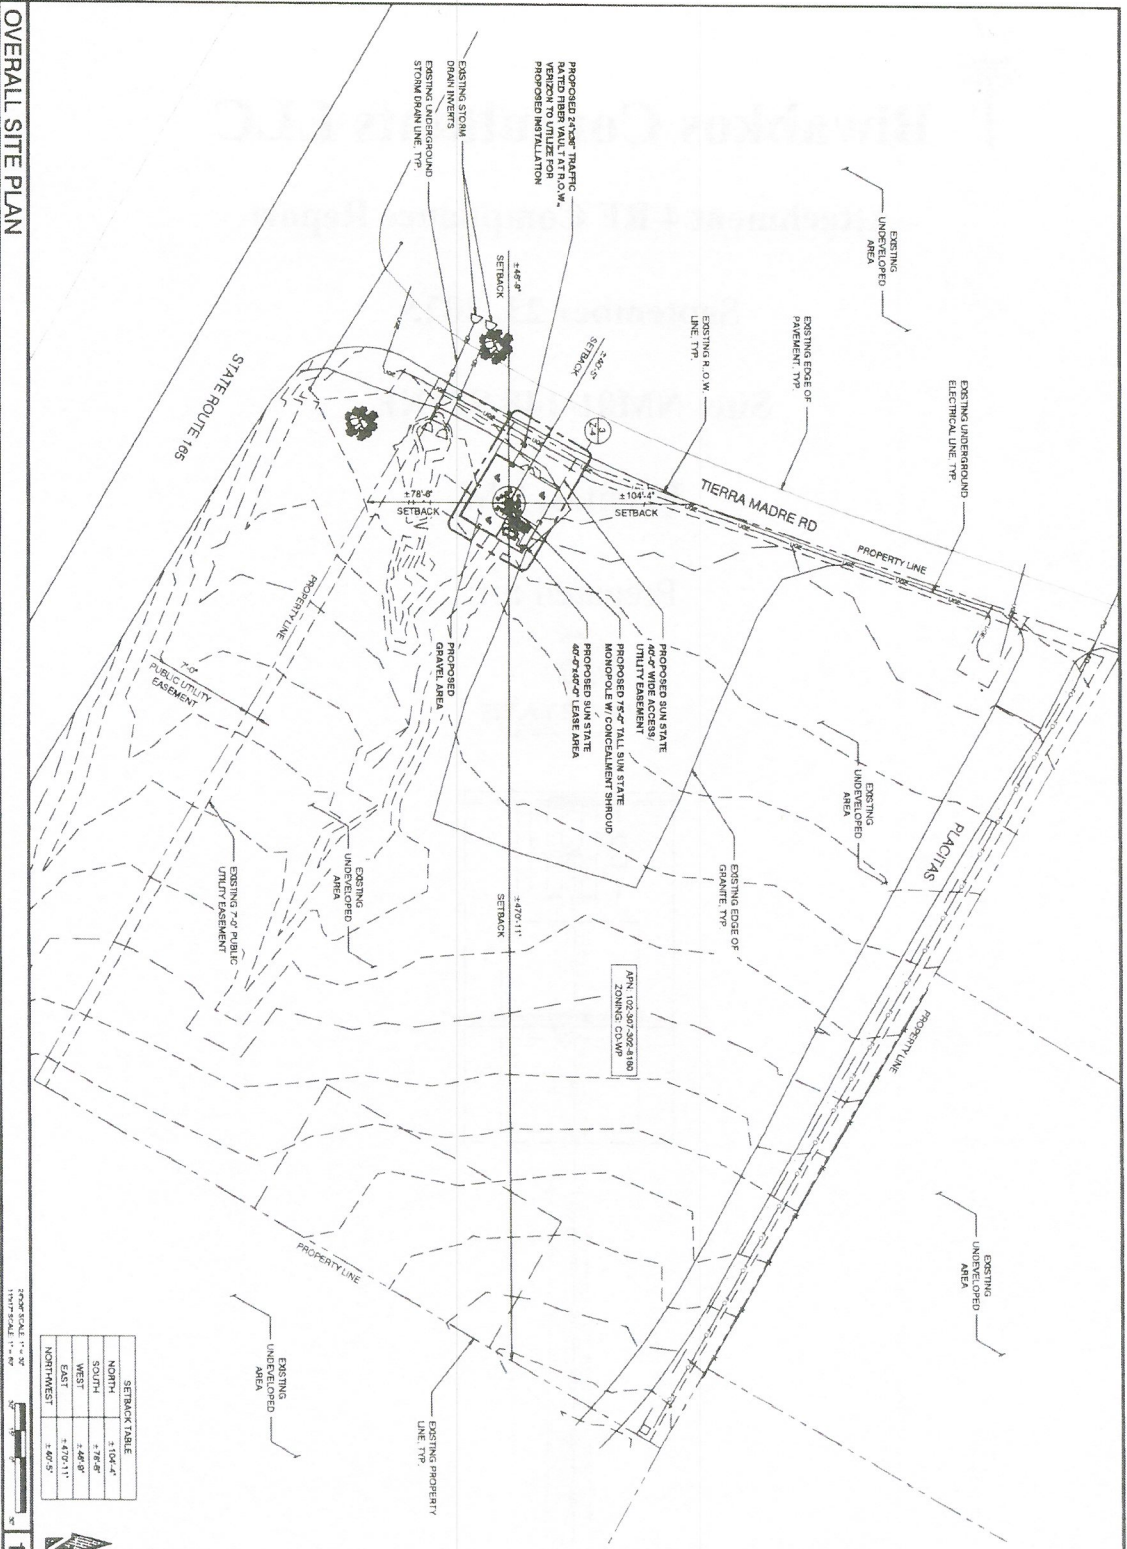 OVERALL SITE PLAN
PROPOSED 24"x36" TRAFFIC
RATED FIBER VAULT AT R.O.W.,
VERIZON TO UTILIZE FOR
PROPOSED INSTALLATION
EXISTING STORM
DRAIN INVERTS
EXISTING UNDERGROUND
STORM DRAIN LINE, TYP.
EXISTING
UNDEVELOPED
AREA
EXISTING EDGE OF
PAVEMENT, TYP.
EXISTING R.O.W.
LINE, TYP.
EXISTING UNDERGROUND
ELECTRICAL LINE, TYP.
±46'-9"
SETBACK
±40'-5"
SETBACK
3
Z-4
±78'-8"
SETBACK
±104'-4"
SETBACK
STATE ROUTE 165
TIERRA MADRE RD
PROPERTY LINE
PROPERTY LINE
7'-0"
PUBLIC UTILITY
EASEMENT
PROPOSED
GRAVEL AREA
PROPOSED SUN STATE
40'-0" WIDE ACCESS/
UTILITY EASEMENT
PROPOSED 75'-0" TALL SUN STATE
MONOPOLE W/ CONCEALMENT SHROUD
PROPOSED SUN STATE
40'-0"x40'-0" LEASE AREA
EXISTING
UNDEVELOPED
AREA
PLACITAS
EXISTING EDGE OF
GRANITE, TYP.
EXISTING
UNDEVELOPED
AREA
EXISTING 7'-0" PUBLIC
UTILITY EASEMENT
±470'-11"
SETBACK
APN: 102-307-302-8180
ZONING: CD-WP
PROPERTY LINE
PROPERTY LINE
EXISTING
UNDEVELOPED
AREA
EXISTING
UNDEVELOPED
AREA
EXISTING PROPERTY
LINE, TYP.
SETBACK TABLE
NORTH ±104'-4"
SOUTH ±78'-8"
WEST ±46'-9"
EAST ±470'-11"
NORTHWEST ±40'-5"